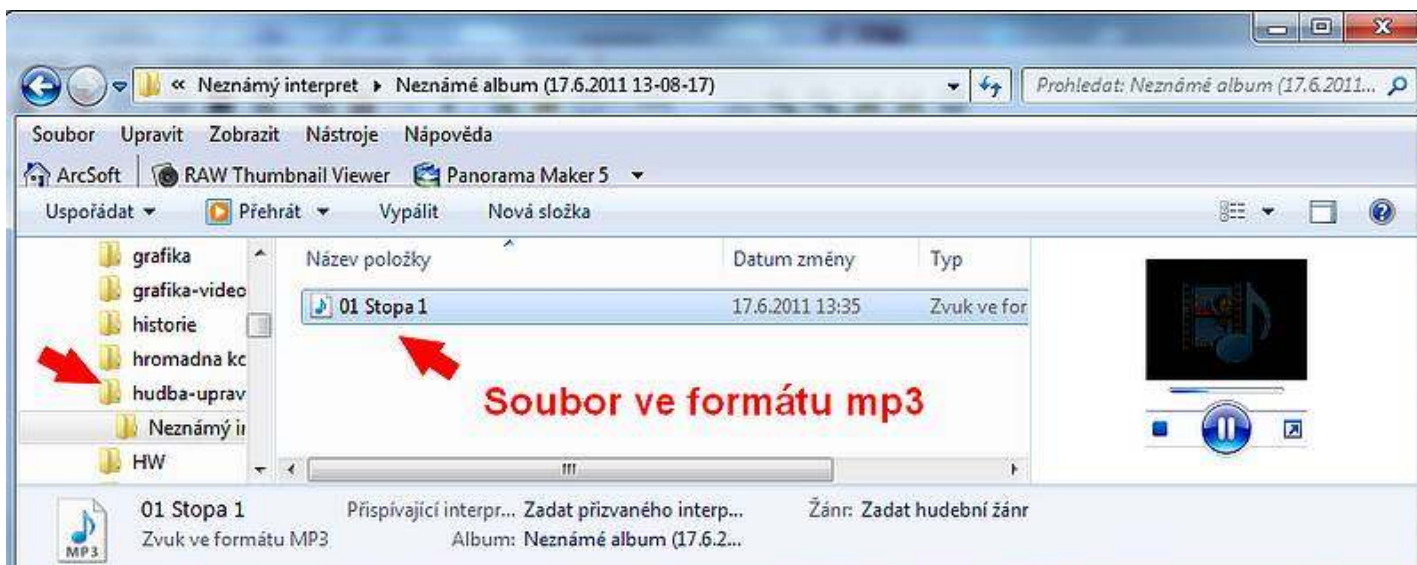 « Neznámý interpret ▸ Neznámé album (17.6.2011 13-08-17) Prohledat: Neznámé album (17.6.2011...
Soubor Upravit Zobrazit Nástroje Nápověda
ArcSoft RAW Thumbnail Viewer Panorama Maker 5
Uspořádat Přehrát Vypálit Nová složka
grafika
grafika-video
historie
hromadna kc
hudba-uprav
Neznámý ir
HW
Název položky Datum změny Typ
01 Stopa 1 17.6.2011 13:35 Zvuk ve for
Soubor ve formátu mp3
01 Stopa 1 Přispívající interpr... Zadat přizvaného interp... Žánr: Zadat hudební žánr
MP3 Zvuk ve formátu MP3 Album: Neznámé album (17.6.2...